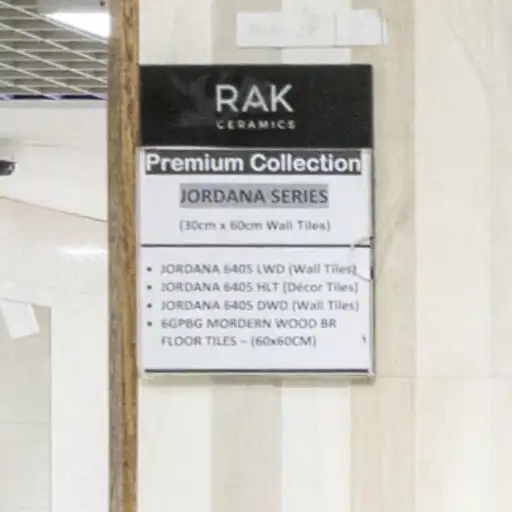 RAK
CERAMICS
Premium Collection
JORDANA SERIES
(30cm x 60cm Wall Tiles)
• JORDANA 6405 LWD (Wall Tiles)
• JORDANA 6405 HLT (Décor Tiles)
• JORDANA 6405 DWD (Wall Tiles)
• 6GPBG MORDERN WOOD BR
FLOOR TILES – (60x60CM)